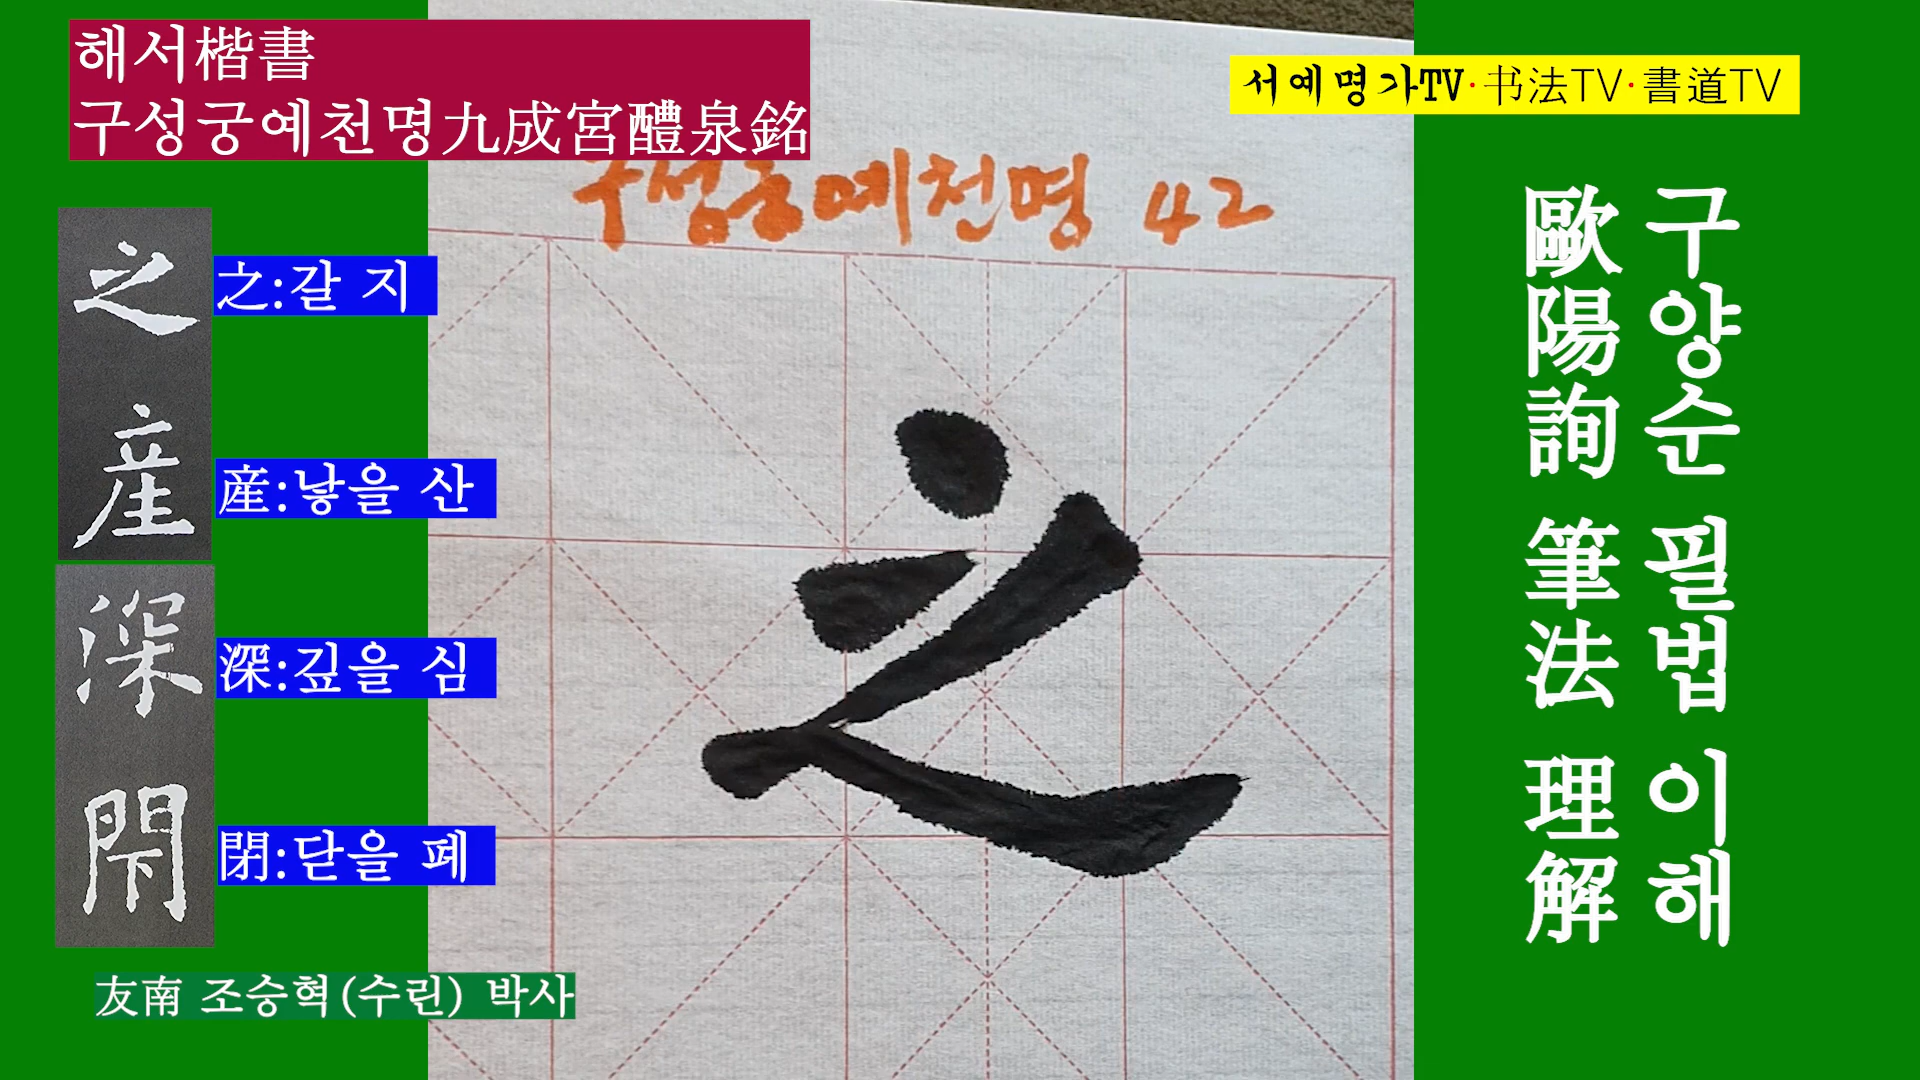 해서楷書
구성궁예천명九成宮醴泉銘
서예명가TV·书法TV·書道TV
구성궁예천명 42
之
産
深
閇
之:갈 지
産:낳을 산
深:깊을 심
閉:닫을 폐
之
구양순 필법 이해
歐陽詢 筆法 理解
友南 조승혁(수린) 박사